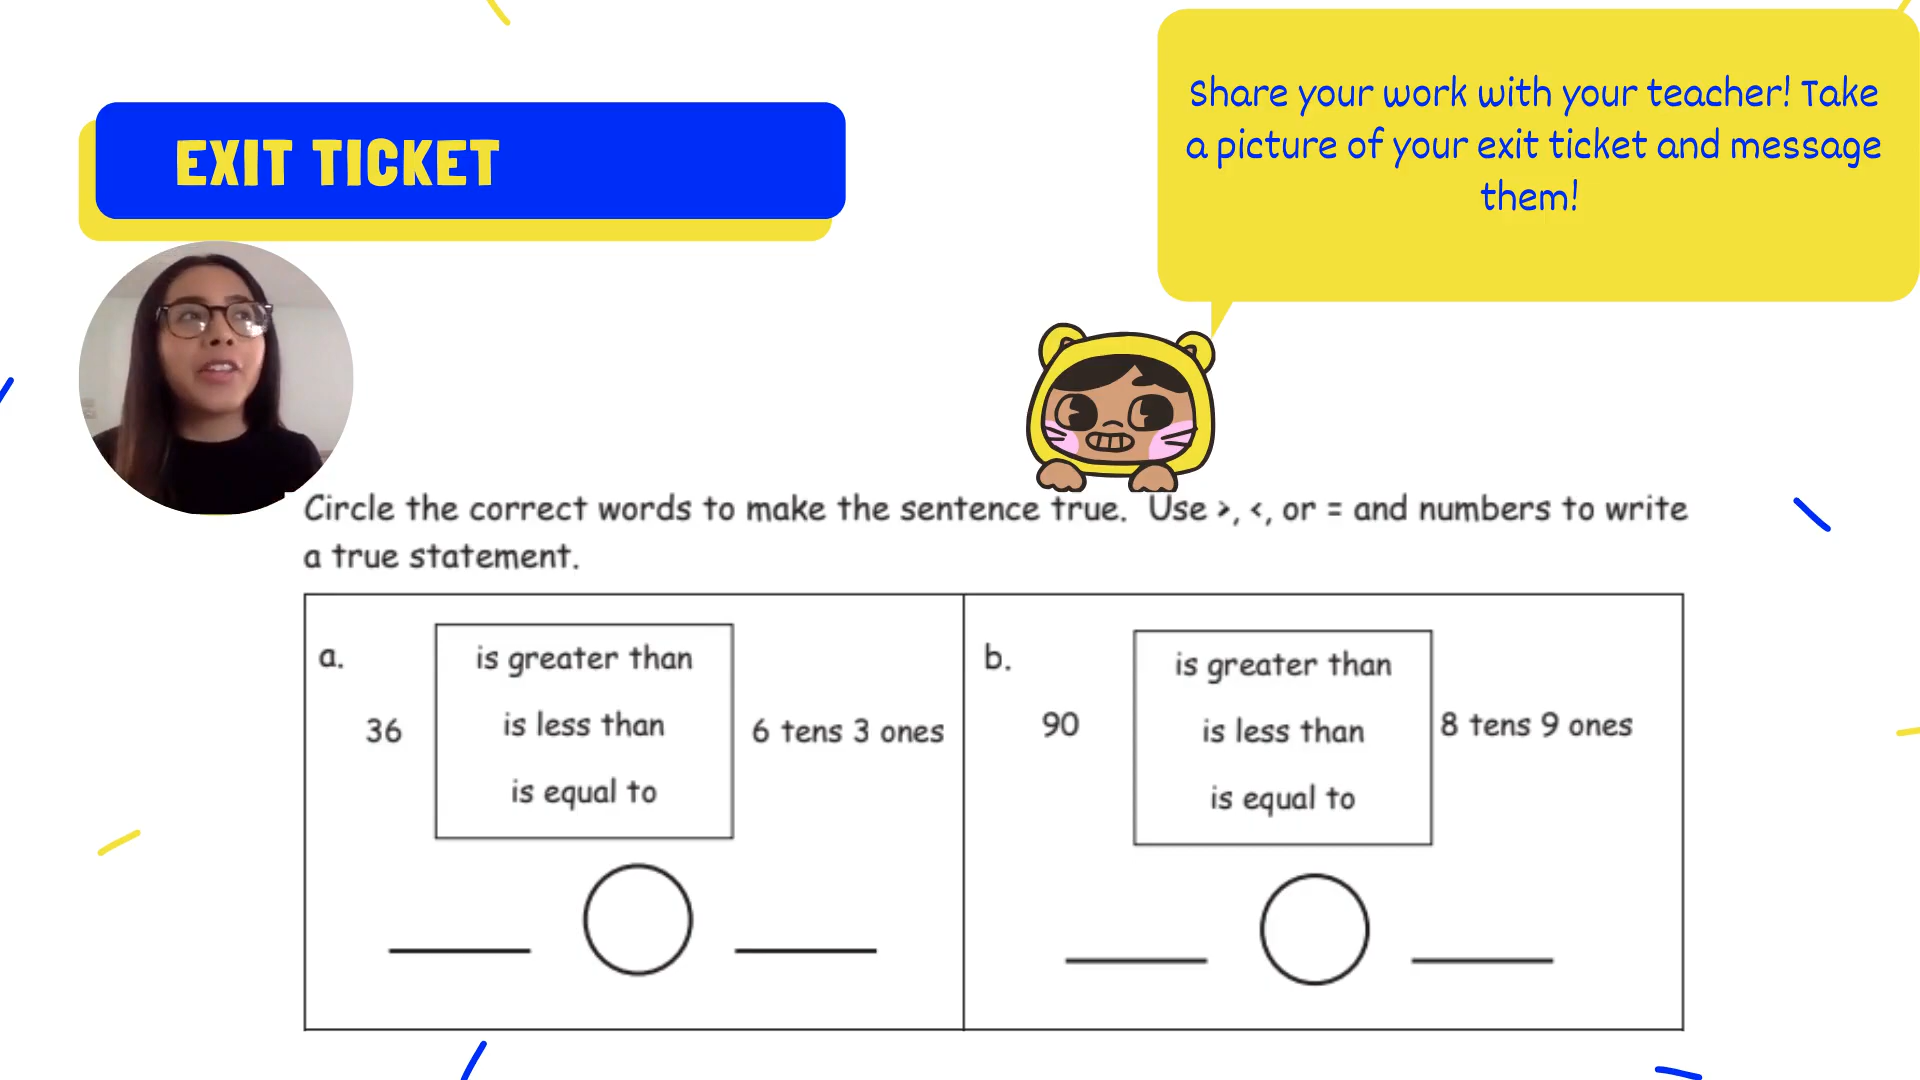 EXIT TICKET
Share your work with your teacher! Take
a picture of your exit ticket and message
them!
Circle the correct words to make the sentence true. Use >, <, or = and numbers to write
a true statement.
a.
is greater than
36
is less than
6 tens 3 ones
is equal to
b.
is greater than
90
is less than
8 tens 9 ones
is equal to